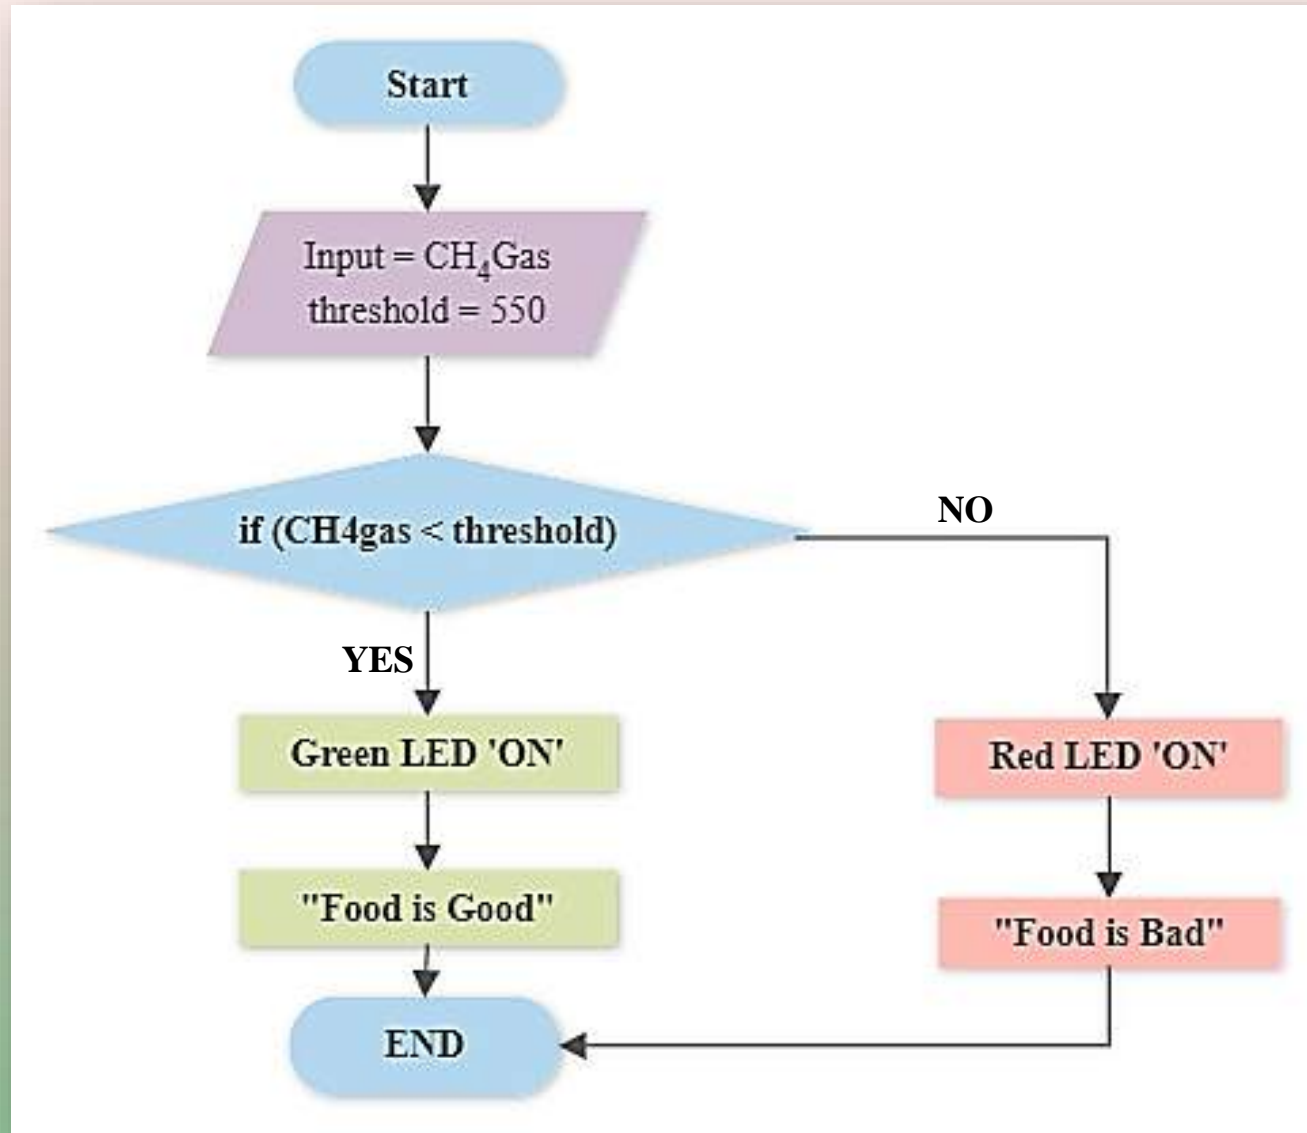 Start
Input = CH₄Gas
threshold = 550
if (CH4gas < threshold)
NO
YES
Green LED 'ON'
Red LED 'ON'
"Food is Good"
"Food is Bad"
END